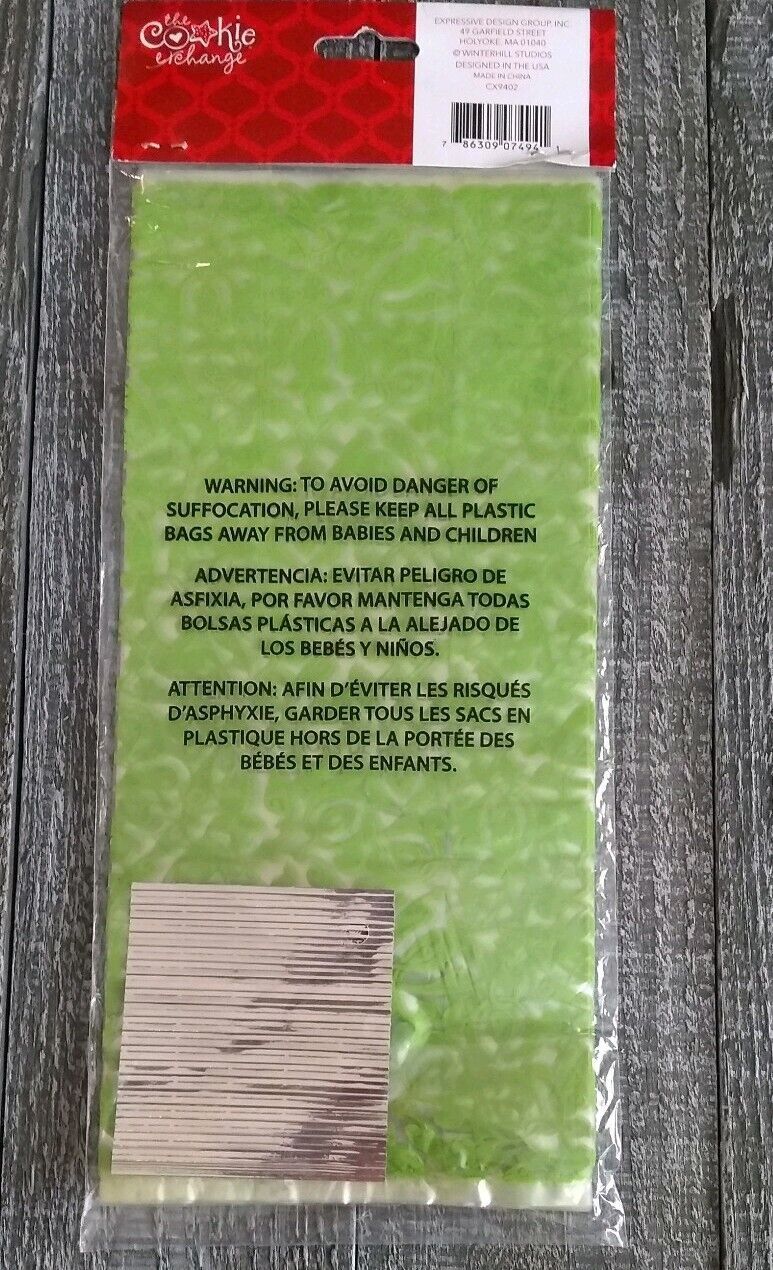 the
Cookie
exchange
EXPRESSIVE DESIGN GROUP, INC.
49 GARFIELD STREET
HOLYOKE, MA 01040
© WINTERHILL STUDIOS
DESIGNED IN THE USA
MADE IN CHINA
CX9402
7 86309 07494 1
WARNING: TO AVOID DANGER OF
SUFFOCATION, PLEASE KEEP ALL PLASTIC
BAGS AWAY FROM BABIES AND CHILDREN
ADVERTENCIA: EVITAR PELIGRO DE
ASFIXIA, POR FAVOR MANTENGA TODAS
BOLSAS PLÁSTICAS A LA ALEJADO DE
LOS BEBÉS Y NIÑOS.
ATTENTION: AFIN D'ÉVITER LES RISQUÉS
D'ASPHYXIE, GARDER TOUS LES SACS EN
PLASTIQUE HORS DE LA PORTÉE DES
BÉBÉS ET DES ENFANTS.